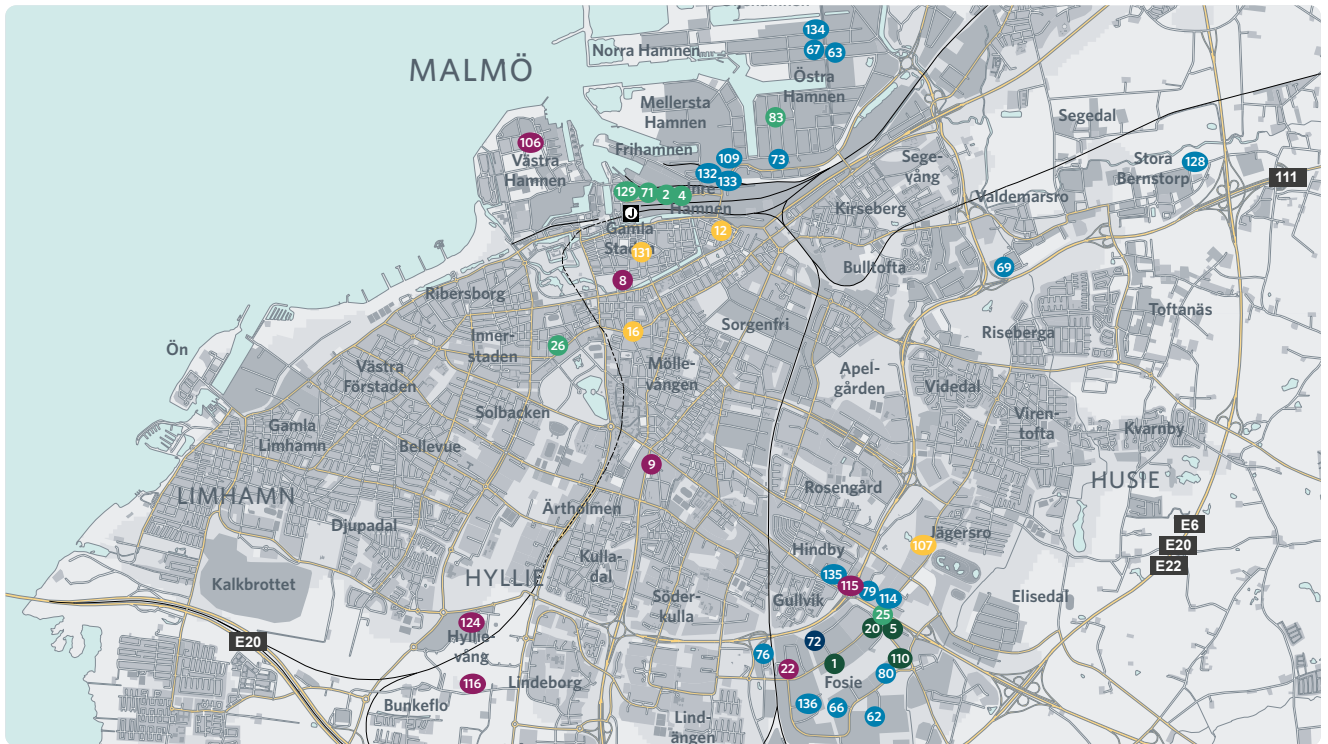 134
Norra Hamnen
67
63
MALMÖ
Östra
Hamnen
Mellersta
Hamnen
83
Segedal
106
Frihamnen
109
73
Sege-
vång
Stora
Bernstorp
128
Västra
Hamnen
132
133
111
129
71
2
4
Inre
Hamnen
Valdemarsro
Kirseberg
J
Gamla
Staden
12
131
Bulltofta
69
8
Ribersborg
Toftanäs
Sorgenfri
16
Riseberga
Inner-
staden
26
Ön
Västra
Förstaden
Mölle-
vången
Apel-
gården
Videdal
Solbacken
Viren-
tofta
Gamla
Limhamn
Bellevue
Kvarnby
9
HUSIE
LIMHAMN
Rosengård
Ärtholmen
Djupadal
E6
Jägersro
107
E20
Hindby
Kulla-
dal
E22
HYLLIE
135
Kalkbrottet
115
79
114
Söder-
kulla
Gullvik
Elisedal
25
124
20
5
E20
Hyllie-
vång
72
76
1
110
22
80
116
Lindeborg
Fosie
Bunkeflo
136
66
62
Lind-
ängen